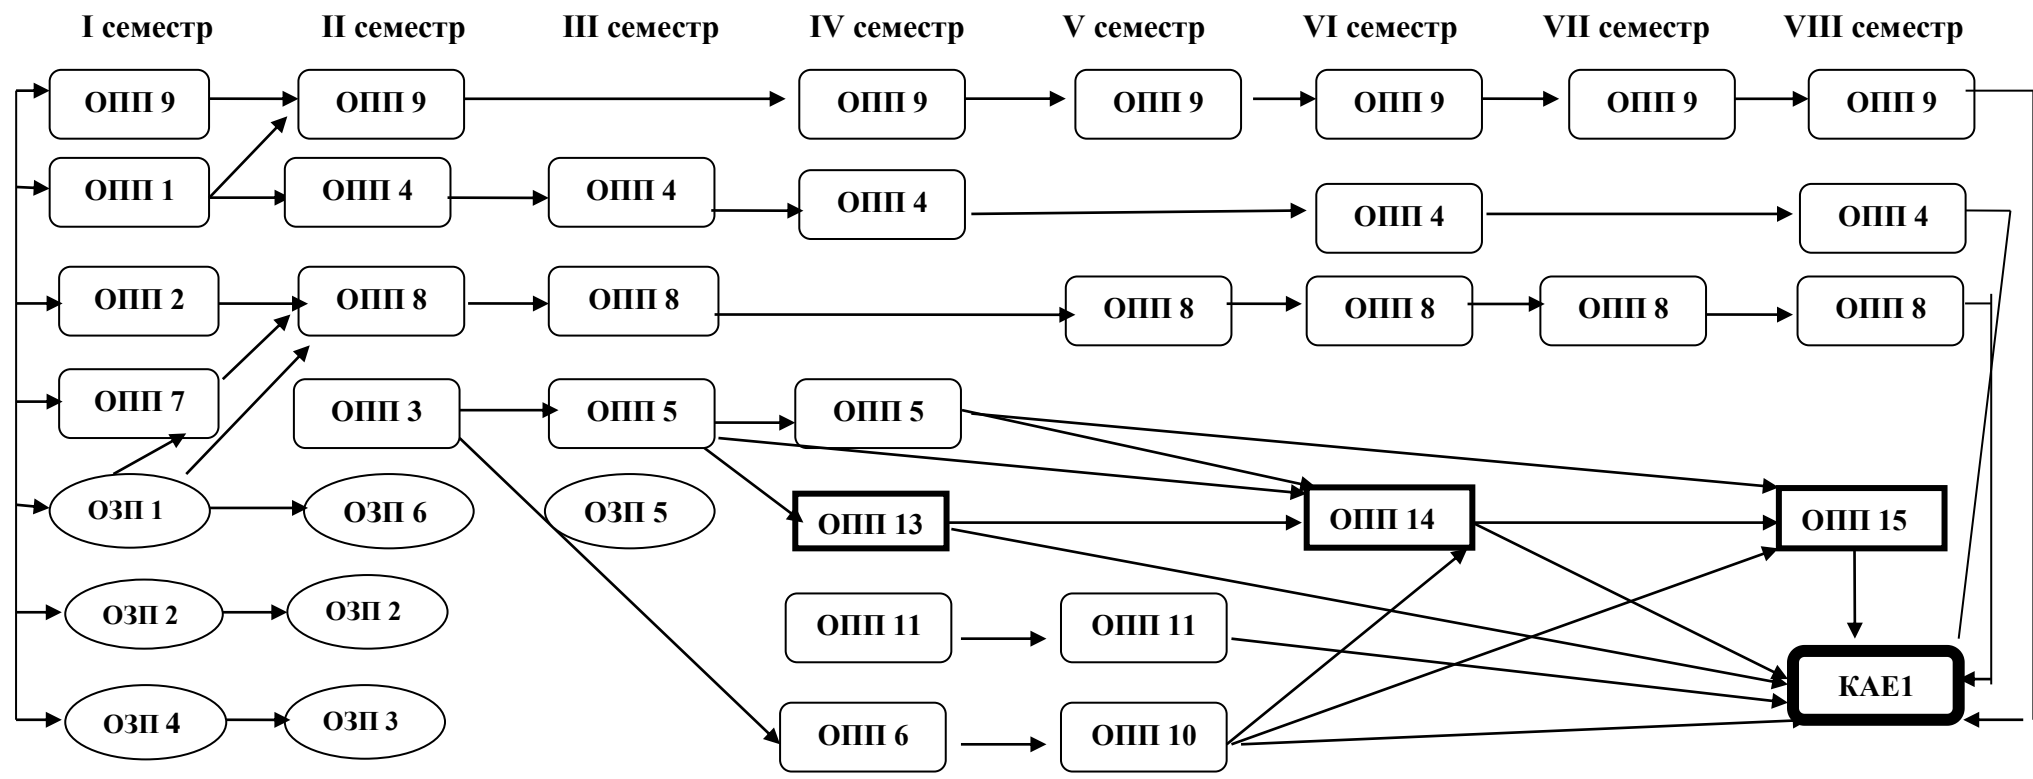 I семестр II семестр III семестр IV семестр V семестр VI семестр VII семестр VIII семестр
ОПП 9 ОПП 9 ОПП 9 ОПП 9 ОПП 9 ОПП 9 ОПП 9
ОПП 1 ОПП 4 ОПП 4 ОПП 4 ОПП 4 ОПП 4
ОПП 2 ОПП 8 ОПП 8 ОПП 8 ОПП 8 ОПП 8 ОПП 8
ОПП 7 ОПП 3 ОПП 5 ОПП 5
ОЗП 1 ОЗП 6 ОЗП 5 ОПП 13 ОПП 14 ОПП 15
ОЗП 2 ОЗП 2 ОПП 11 ОПП 11
КАЕ1
ОЗП 4 ОЗП 3 ОПП 6 ОПП 10